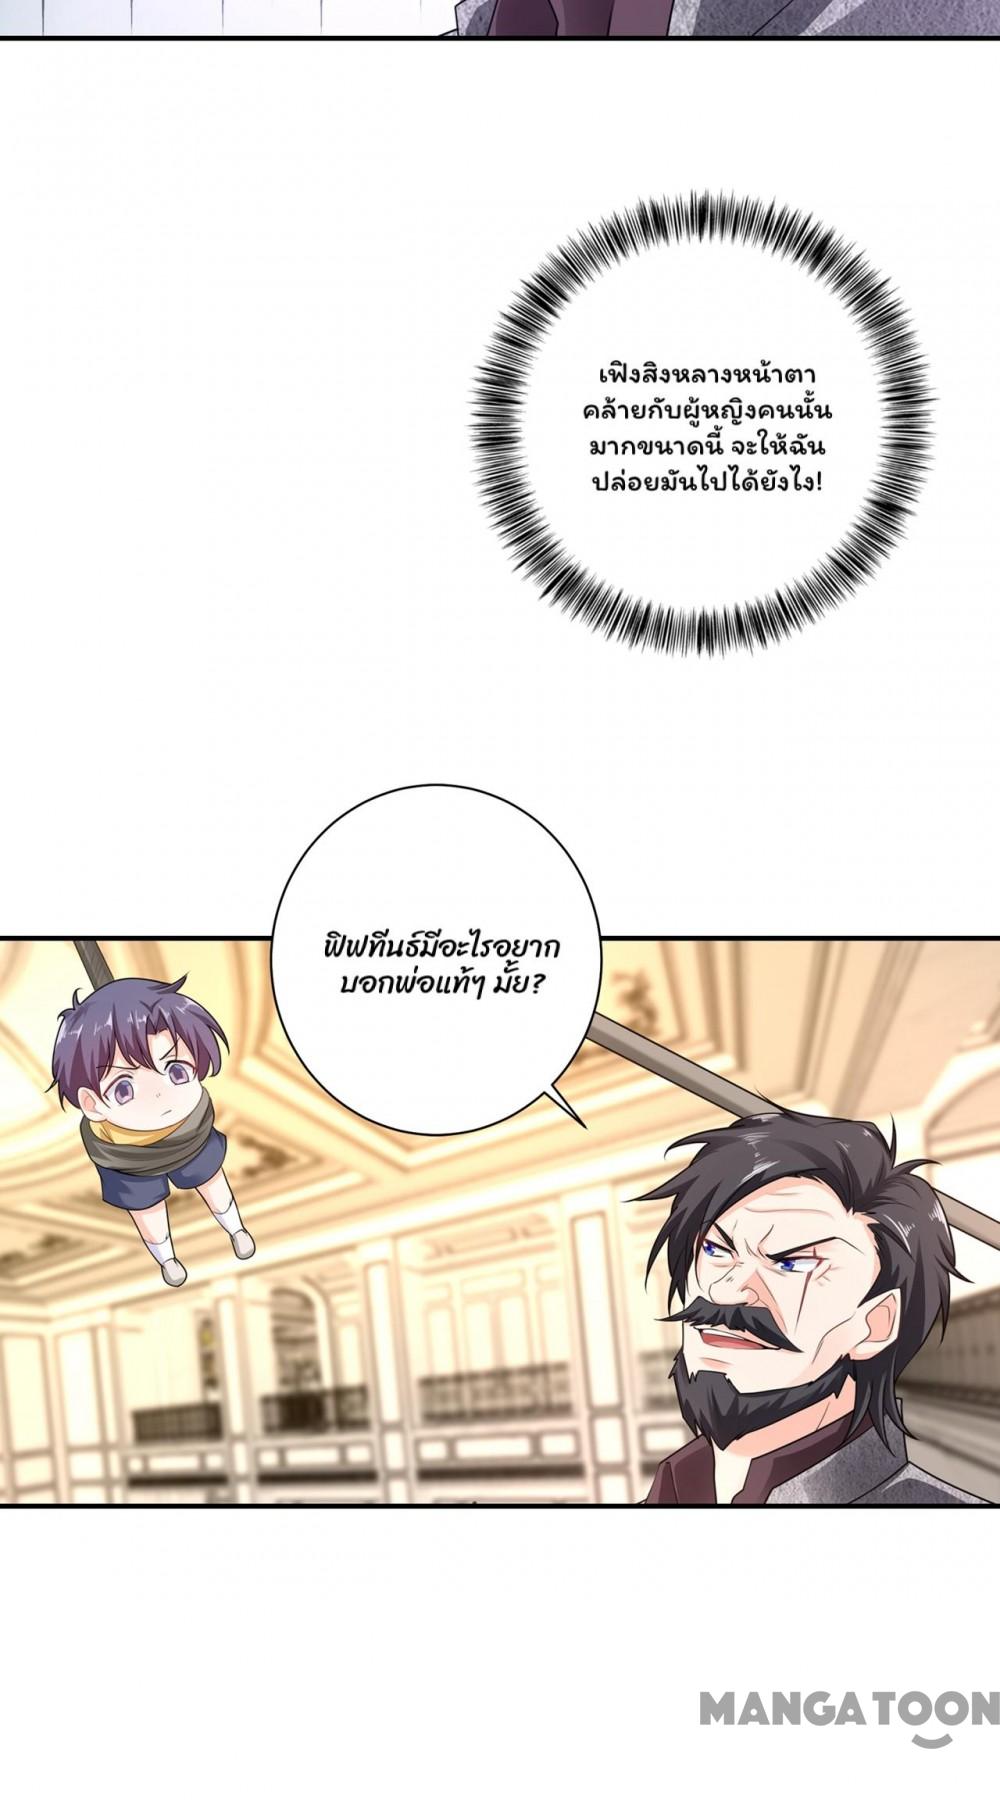 เฟิงสิงหลางหน้าตา
คล้ายกับผู้หญิงคนนั้น
มากขนาดนี้ จะให้ฉัน
ปล่อยมันไปได้ยังไง!
ฟิฟทีนธ์มีอะไรอยาก
บอกพ่อแท้ๆ มั้ย?
MANGATOON